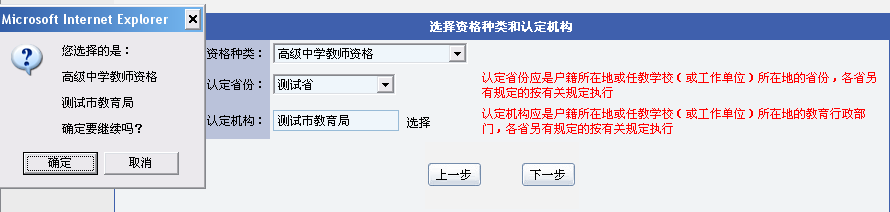 Microsoft Internet Explorer
您选择的是：
高级中学教师资格
测试市教育局
确定要继续吗？
确定
取消
选择资格种类和认定机构
资格种类：
高级中学教师资格
认定省份：
测试省
认定省份应是户籍所在地或任教学校（或工作单位）所在地的省份，各省另
有规定的按有关规定执行
认定机构：
测试市教育局
选择
认定机构应是户籍所在地或任教学校（或工作单位）所在地的教育行政部
门，各省另有规定的按有关规定执行
上一步
下一步